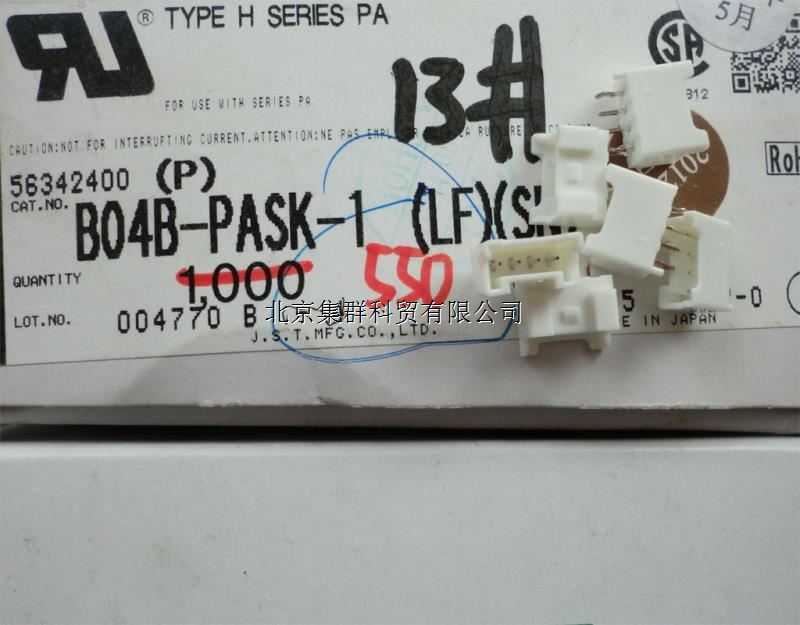 ® TYPE H SERIES PA
5月
FOR USE WITH SERIES PA
13#
CAUTION:NOT FOR INTERRUPTING CURRENT.ATTENTION:NE PAS
56342400 (P)
CAT.NO. B04B-PASK-1 (LF)(SN)
QUANTITY 1,000 550
LOT.NO. 004770 B
北京集群科贸有限公司
J.S.T.MFG.CO.,LTD.
IN JAPAN